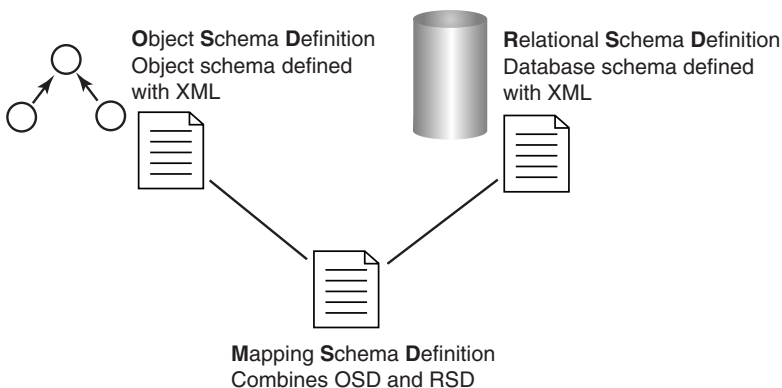 Object Schema Definition
Object schema defined
with XML
Relational Schema Definition
Database schema defined
with XML
Mapping Schema Definition
Combines OSD and RSD